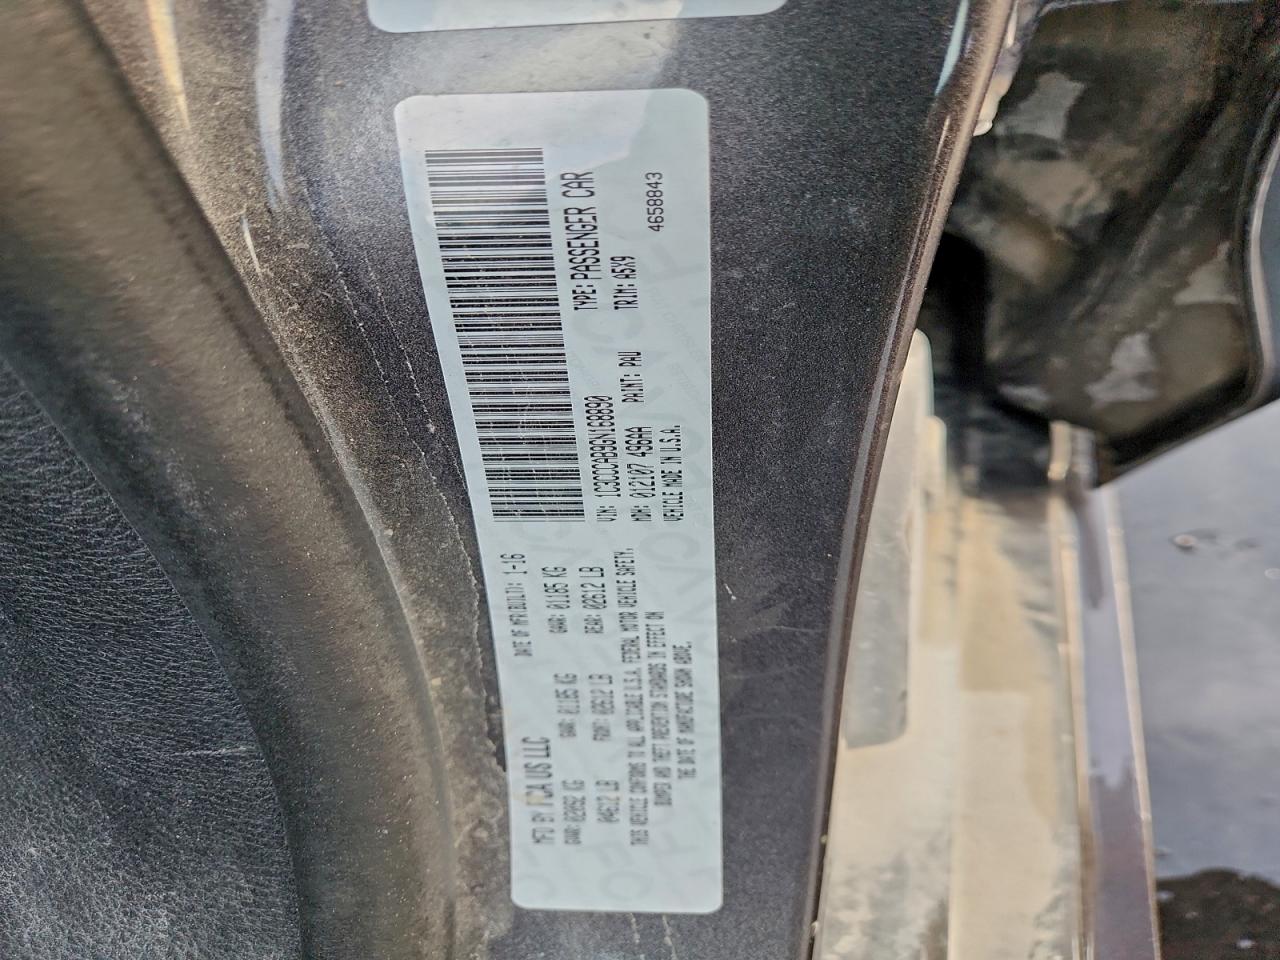 MFD BY FCA US LLC
DATE OF MFR(BUILT): 1-16
GVWR: 02092 KG
04612 LB
GAWR: 01185 KG
FRONT: 02612 LB
GAWR: 01185 KG
REAR: 02612 LB
THIS VEHICLE CONFORMS TO ALL APPLICABLE U.S.A. FEDERAL MOTOR VEHICLE SAFETY,
BUMPER AND THEFT PREVENTION STANDARDS IN EFFECT ON
THE DATE OF MANUFACTURE SHOWN ABOVE.
VIN: 1C3CCCAB9GN168890
TYPE: PASSENGER CAR
MDH: 012107 496AA
PAINT: PAU
TRIM: A5X9
VEHICLE MADE IN U.S.A.
4658843